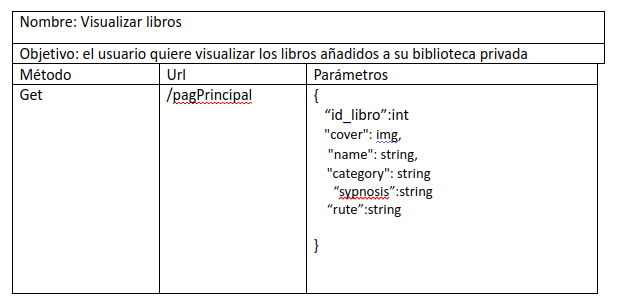 Nombre: Visualizar libros
Objetivo: el usuario quiere visualizar los libros añadidos a su biblioteca privada
Método Url Parámetros
Get /pagPrincipal {
“id_libro”:int
"cover": img,
"name": string,
"category": string
“sypnosis”:string
“rute”:string
}